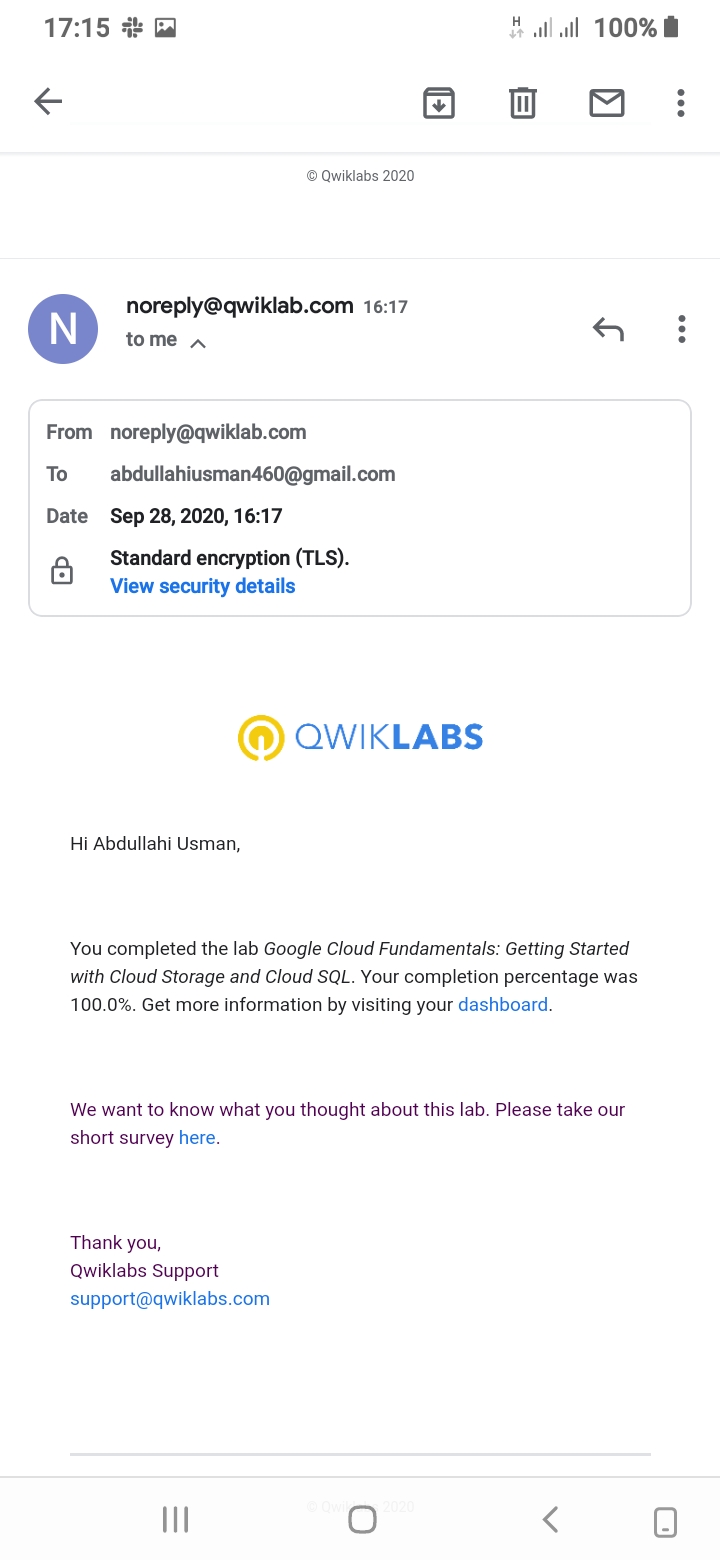 17:15
H
100%
© Qwiklabs 2020
N
noreply@qwiklab.com 16:17
to me
From noreply@qwiklab.com
To abdullahiusman460@gmail.com
Date Sep 28, 2020, 16:17
Standard encryption (TLS).
View security details
QWIKLABS
Hi Abdullahi Usman,
You completed the lab Google Cloud Fundamentals: Getting Started
with Cloud Storage and Cloud SQL. Your completion percentage was
100.0%. Get more information by visiting your dashboard.
We want to know what you thought about this lab. Please take our
short survey here.
Thank you,
Qwiklabs Support
support@qwiklabs.com
© Qwiklabs 2020